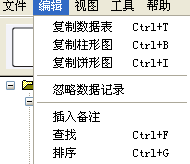 文件 编辑 视图 工具 帮助
复制数据表 Ctrl+T
复制柱形图 Ctrl+B
复制饼形图 Ctrl+I
忽略数据记录
插入备注
查找 Ctrl+F
排序 Ctrl+G